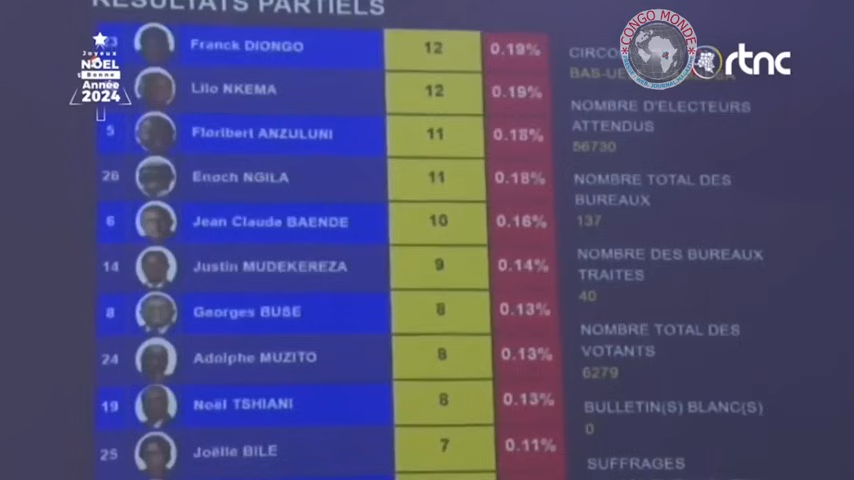 RESULTATS PARTIELS
23 Franck DIONGO 12 0.19%
Lilo NKEMA 12 0.19%
5 Floribert ANZULUNI 11 0.18%
26 Enoch NGILA 11 0.18%
6 Jean Claude BAENDE 10 0.16%
14 Justin MUDEKEREZA 9 0.14%
8 Georges BUSE 8 0.13%
24 Adolphe MUZITO 8 0.13%
19 Noël TSHIANI 8 0.13%
25 Joëlle BILE 7 0.11%
BAS-UE
NOMBRE D'ELECTEURS
ATTENDUS
56730
NOMBRE TOTAL DES
BUREAUX
137
NOMBRE DES BUREAUX
TRAITES
40
NOMBRE TOTAL DES
VOTANTS
6279
BULLETIN(S) BLANC(S)
0
SUFFRAGES
Joyeux
NOËL
Bonne
Année
2024
CONGO MONDE
rtnc